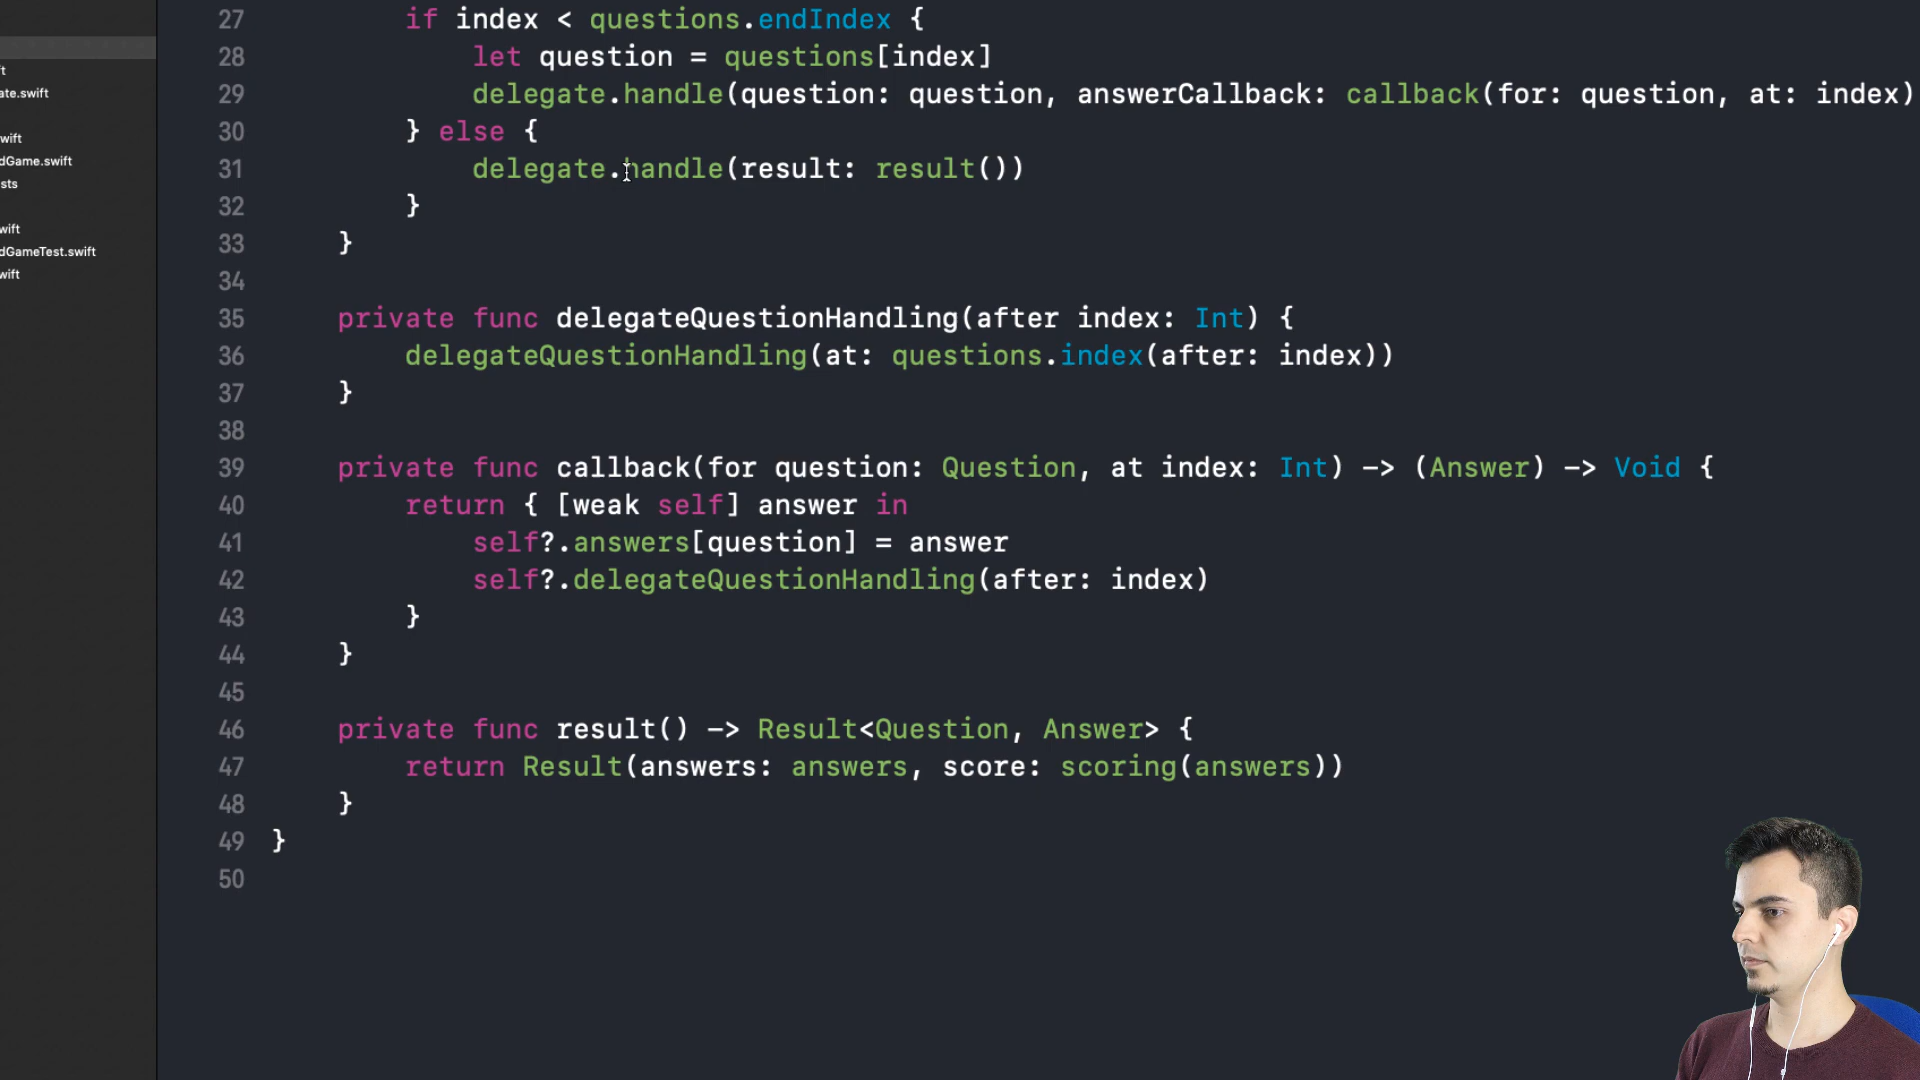 t
ate.swift
wift
dGame.swift
sts
wift
dGameTest.swift
wift
27 if index < questions.endIndex {
28 let question = questions[index]
29 delegate.handle(question: question, answerCallback: callback(for: question, at: index)
30 } else {
31 delegate.handle(result: result())
32 }
33 }
34
35 private func delegateQuestionHandling(after index: Int) {
36 delegateQuestionHandling(at: questions.index(after: index))
37 }
38
39 private func callback(for question: Question, at index: Int) -> (Answer) -> Void {
40 return { [weak self] answer in
41 self?.answers[question] = answer
42 self?.delegateQuestionHandling(after: index)
43 }
44 }
45
46 private func result() -> Result<Question, Answer> {
47 return Result(answers: answers, score: scoring(answers))
48 }
49 }
50